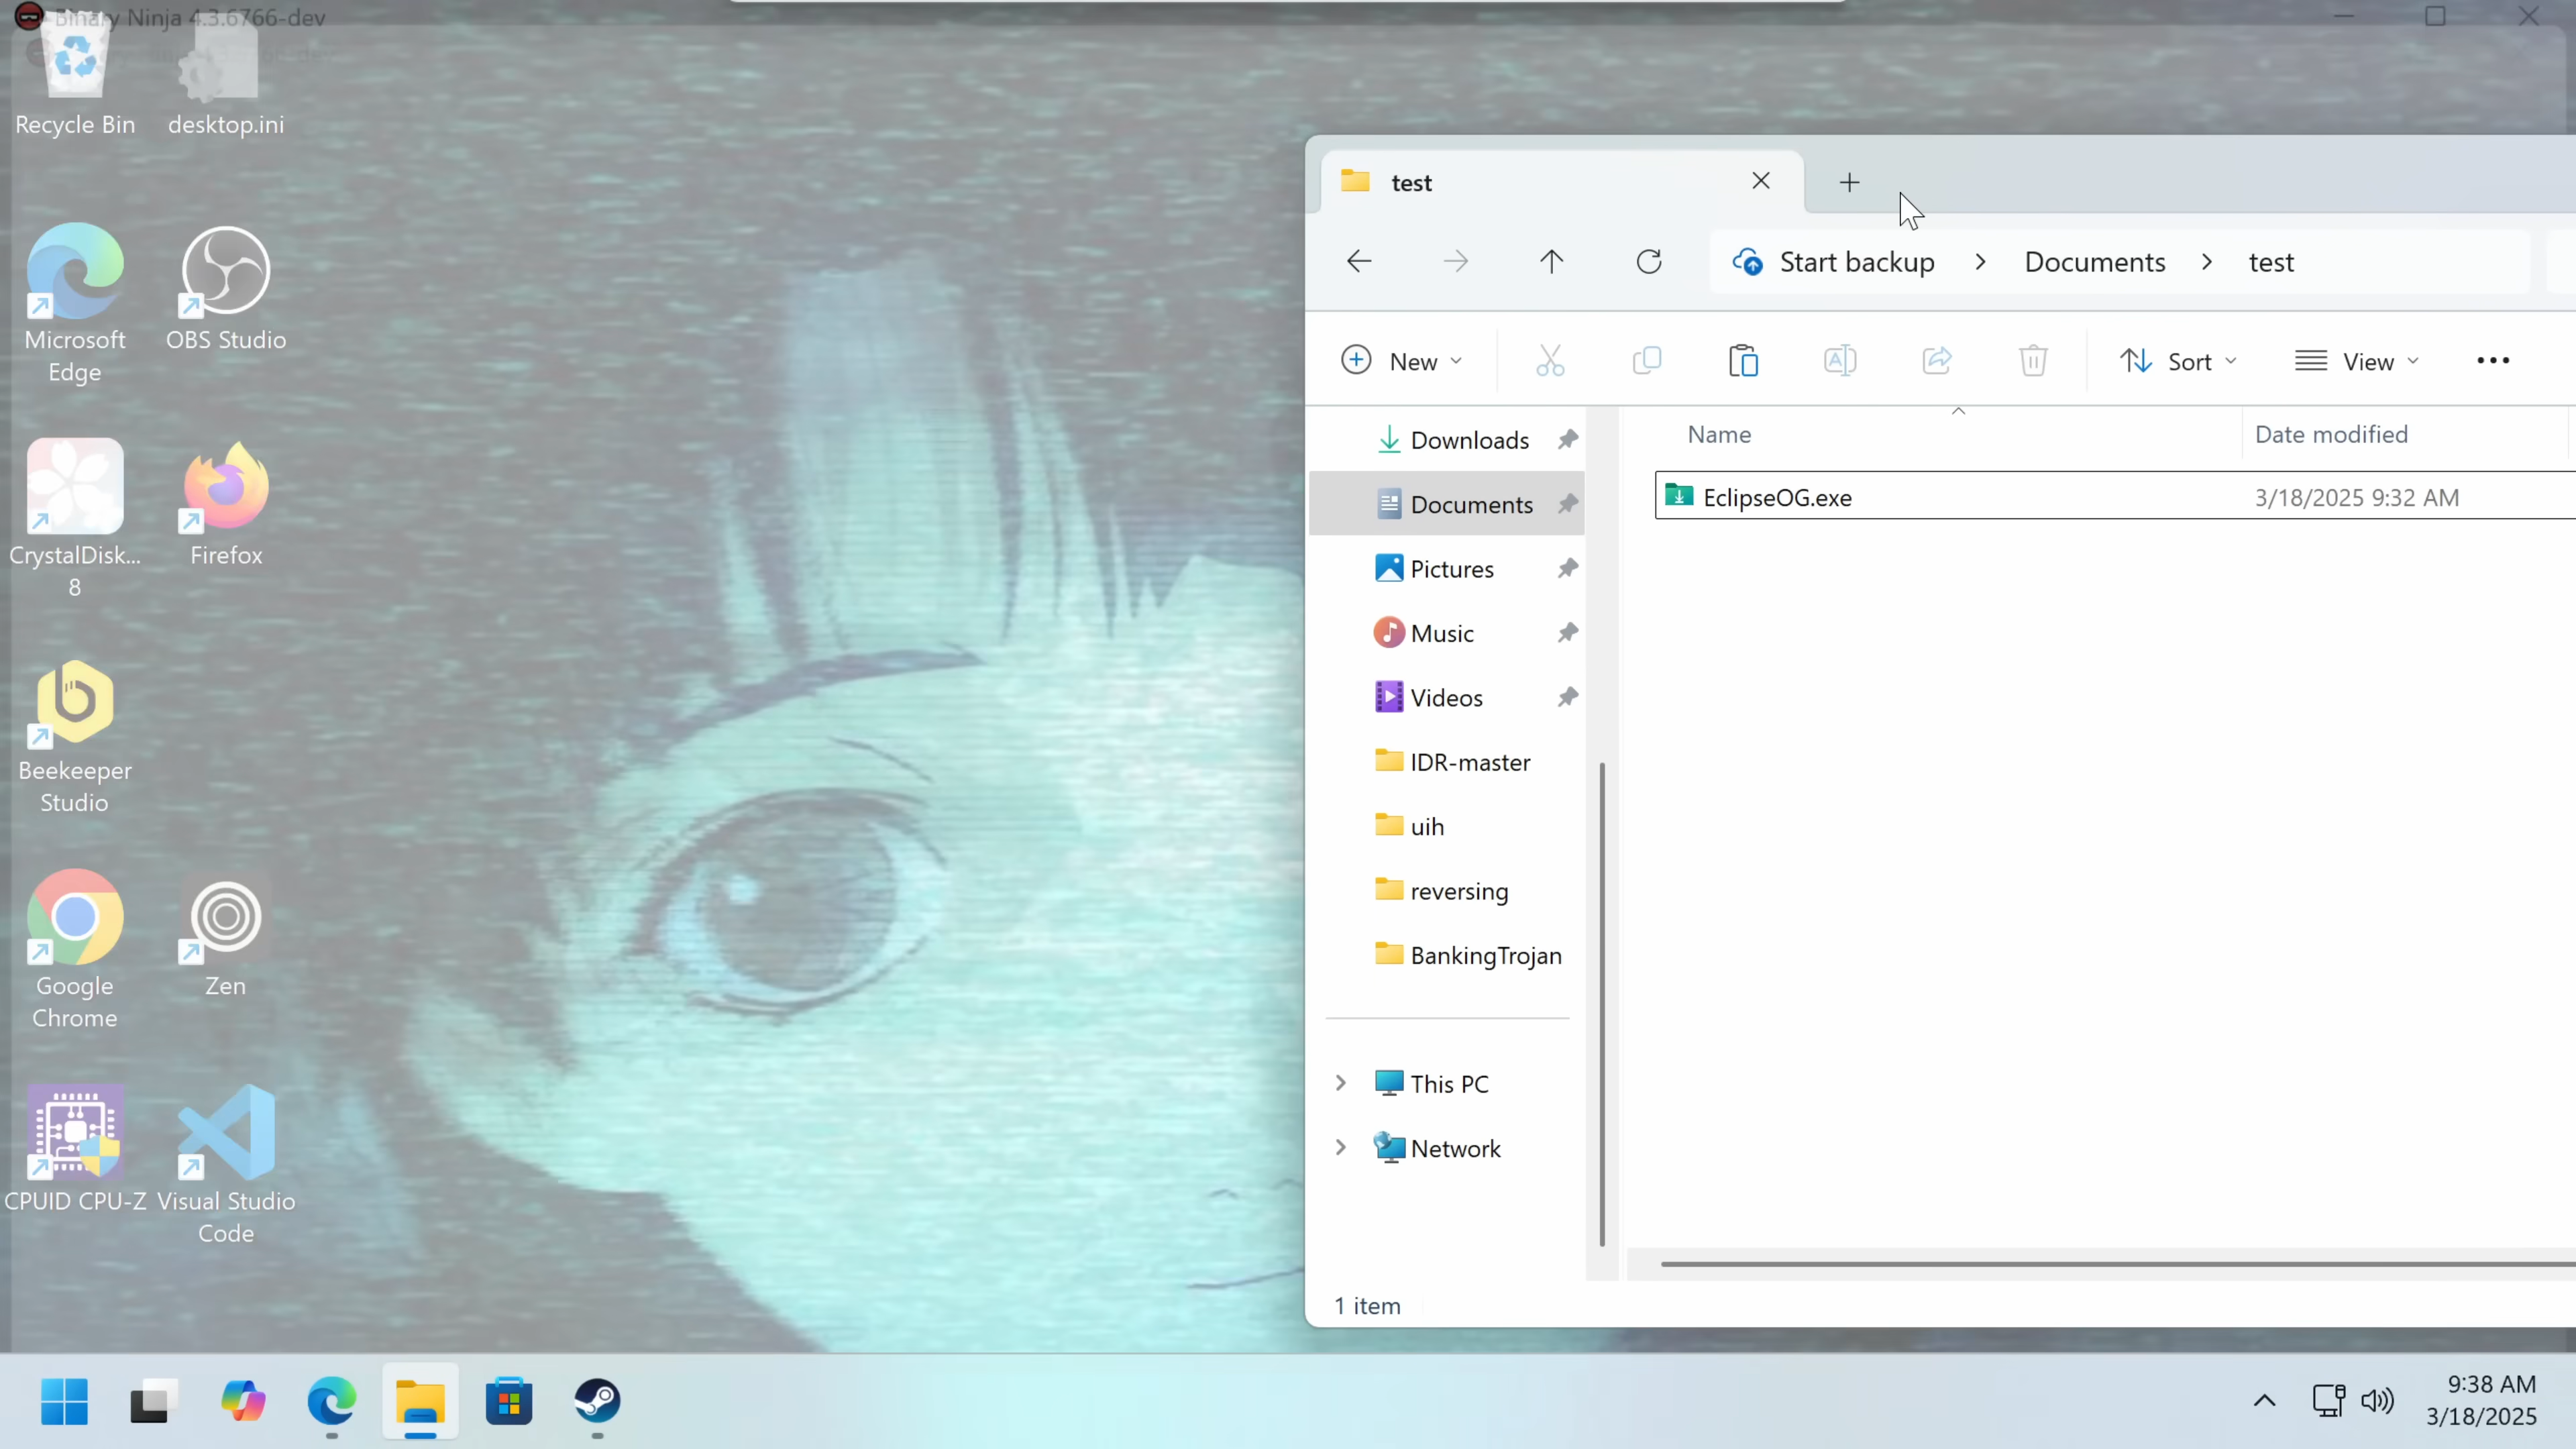 Binary Ninja 4.3.6766-dev
Recycle Bin
desktop.ini
Microsoft
Edge
OBS Studio
CrystalDisk...
8
Firefox
Beekeeper
Studio
Google
Chrome
Zen
CPUID CPU-Z
Visual Studio
Code
test
Start backup
Documents
test
New
Sort
View
Name
Date modified
EclipseOG.exe
3/18/2025 9:32 AM
Downloads
Documents
Pictures
Music
Videos
IDR-master
uih
reversing
BankingTrojan
This PC
Network
1 item
9:38 AM
3/18/2025